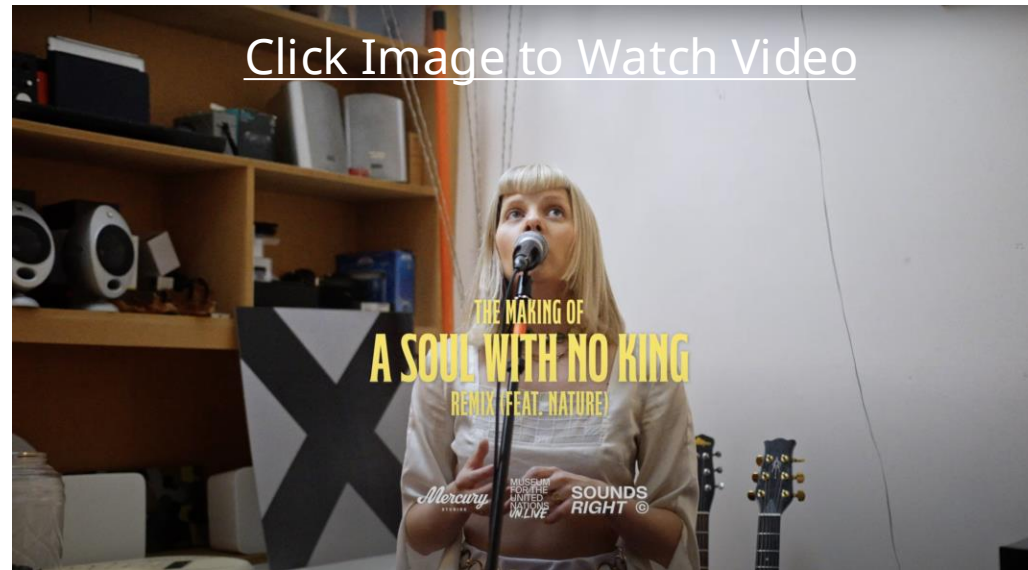 Click Image to Watch Video
THE MAKING OF
A SOUL WITH NO KING
REMIX (FEAT. NATURE)
Mercury
STUDIOS
MUSEUM
FOR THE
UNITED
NATIONS
UN LIVE
SOUNDS
RIGHT ©